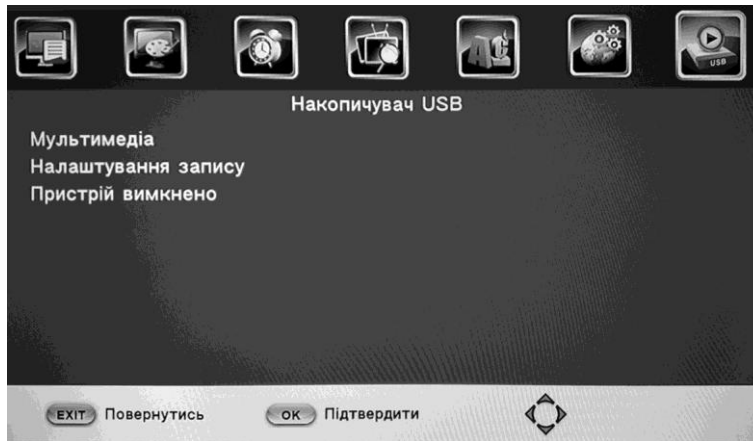 USB
Накопичувач USB
Мультимедіа
Налаштування запису
Пристрій вимкнено
EXIT Повернутись OK Підтвердити